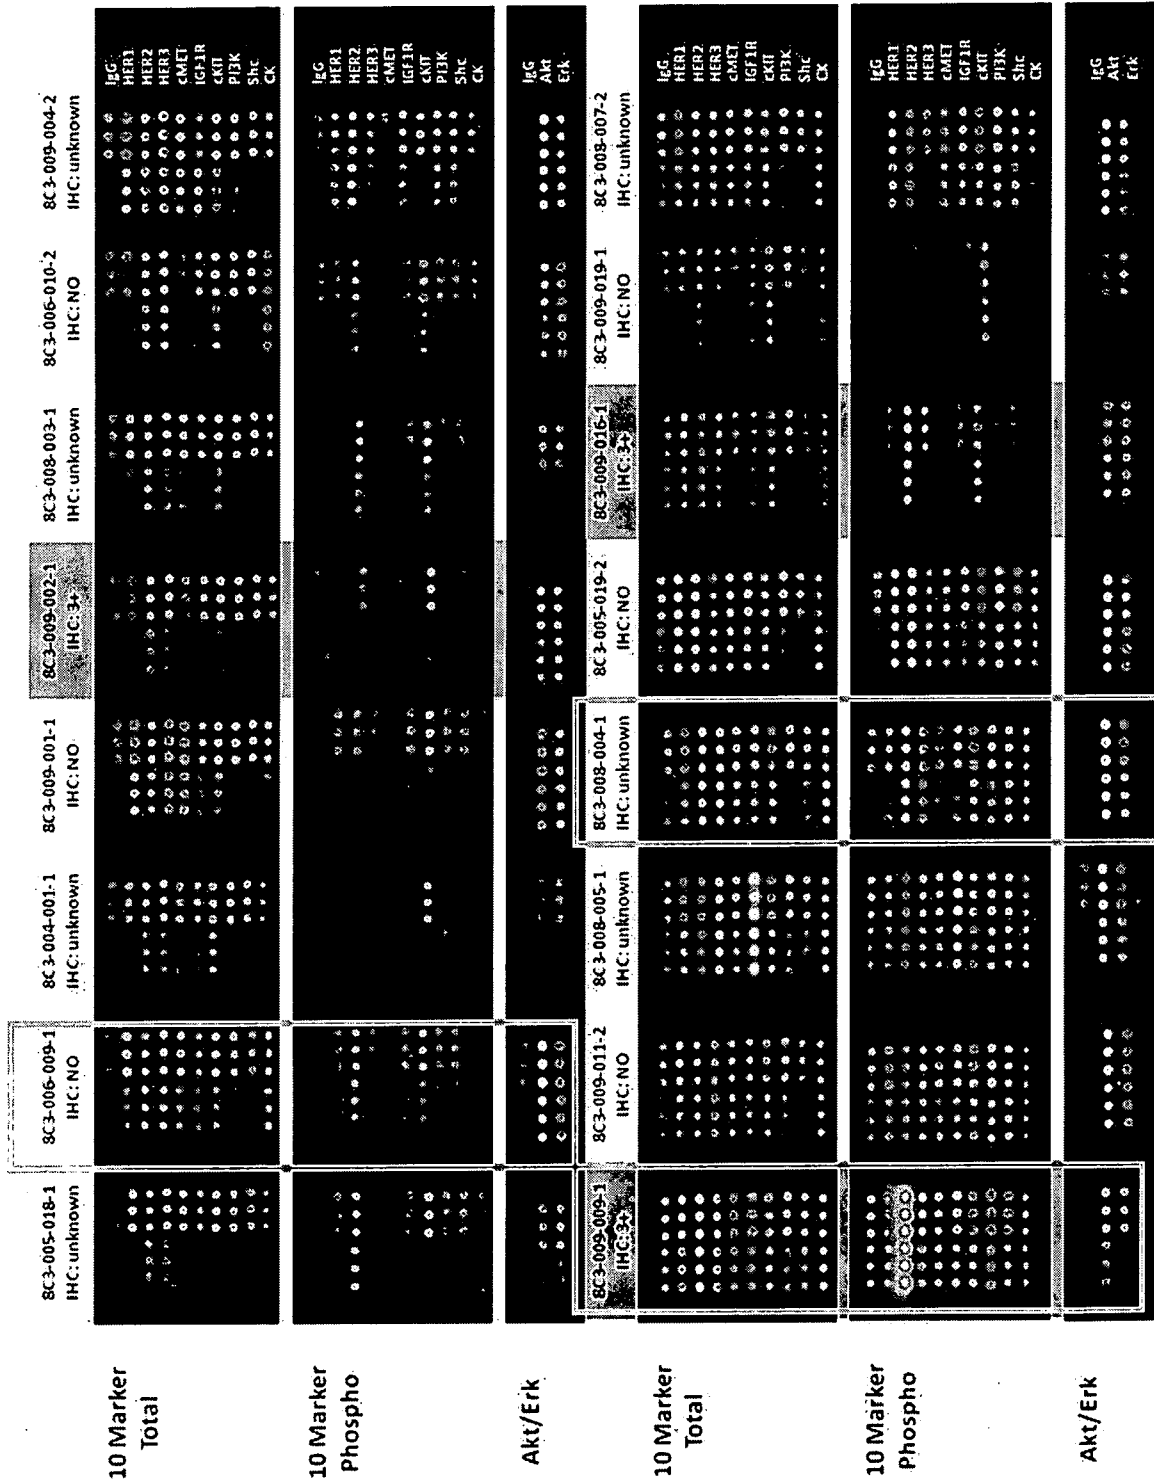 8C3-005-018-1
IHC: unknown
8C3-006-009-1
IHC: NO
8C3-004-001-1
IHC: unknown
8C3-009-001-1
IHC: NO
8C3-009-002-1
IHC: 3+
8C3-008-003-1
IHC: unknown
8C3-006-010-2
IHC: NO
8C3-009-004-2
IHC: unknown
10 Marker
Total
IgG
HER1
HER2
HER3
cMET
IGF1R
cKIT
PI3K
Shc
CK
10 Marker
Phospho
IgG
HER1
HER2
HER3
cMET
IGF1R
cKIT
PI3K
Shc
CK
Akt/Erk
IgG
Akt
Erk
8C3-009-009-1
IHC: 3+
8C3-009-011-2
IHC: NO
8C3-008-005-1
IHC: unknown
8C3-008-004-1
IHC: unknown
8C3-005-019-2
IHC: NO
8C3-009-016-1
IHC: 3+
8C3-009-019-1
IHC: NO
8C3-008-007-2
IHC: unknown
10 Marker
Total
IgG
HER1
HER2
HER3
cMET
IGF1R
cKIT
PI3K
Shc
CK
10 Marker
Phospho
IgG
HER1
HER2
HER3
cMET
IGF1R
cKIT
PI3K
Shc
CK
Akt/Erk
IgG
Akt
Erk